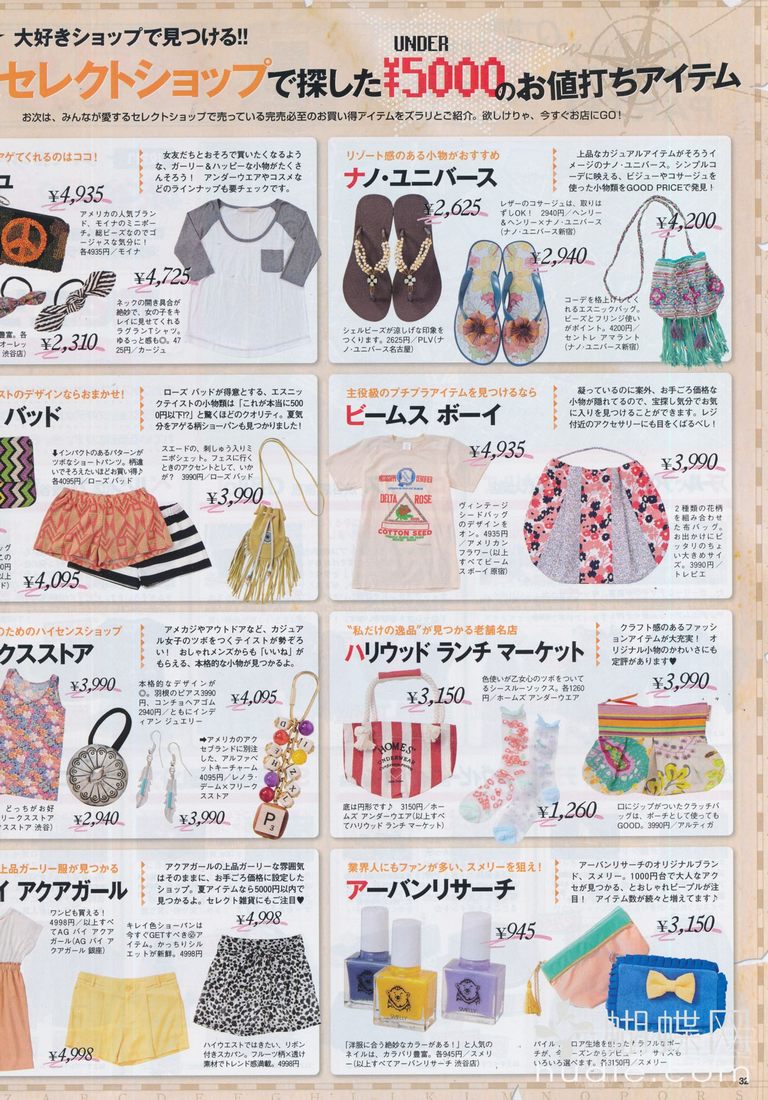 大好きショップで見つける!!
セレクトショップで探した UNDER ¥5000のお値打ちアイテム
お次は、みんなが愛するセレクトショップで売っている完売必至のお買い得アイテムをズラリとご紹介。欲しけりゃ、今すぐお店にGO!
アゲてくれるのはココ!
ュ
女友だちとおそろで買いたくなるよう
な、ガーリー&ハッピーな小物がたくさ
んそろう! アンダーウエアやコスメな
どのラインナップも要チェックです。
¥4,935
アメリカの人気ブラン
ド、モイナのミニポー
チ。総ビーズなのでゴ
ージャスな気分に!
各4935円/モイナ
¥4,725
ネックの開き具合が
絶妙で、女の子をキ
レイに見せてくれる
ラグランTシャツ。
ゆるっと感も◎。47
25円/カージュ
豊富。各
オーレッ
渋谷店)
¥2,310
リゾート感のある小物がおすすめ
ナノ・ユニバース
上品なカジュアルアイテムがそろうイ
メージのナノ・ユニバース。シンプルコ
ーデに映える、ビジューやコサージュを
使った小物類をGOOD PRICEで発見!
¥2,625
レザーのコサージュは、取りは
ずしOK! 2940円/ヘンリー
&ヘンリー×ナノ・ユニバース
(ナノ・ユニバース新宿)
¥2,940
¥4,200
コーデを格上げしてく
れるエスニックバッグ。
ビーズとフリンジ使い
がポイント。4200円/
セントレ アマラント
(ナノ・ユニバース新宿)
シェルビーズが涼しげな印象を
つくります。2625円/PLV(ナ
ノ・ユニバース名古屋)
ストのデザインならおまかせ!
バッド
ローズ バッドが得意とする、エスニッ
クテイストの小物類は「これが本当に500
0円以下!?」と驚くほどのクオリティ。夏気
分をアゲる柄ショーパンも見つかりました!
⬇インパクトのあるパターンが
ツボなショートパンツ。柄違
いでそろえたいほどお買い得♪
各4095円/ローズ バッド
スエードの、刺しゅう入りミ
ニポシェット。フェスに行く
ときのアクセントとして、いか
が? 3990円/ローズ バッド
¥3,990
¥4,095
主役級のプチプラアイテムを見つけるなら
ビームス ボーイ
凝っているのに案外、お手ごろ価格な
小物が隠れてるので、宝探し気分でお気
に入りを見つけることができます。レジ
付近のアクセサリーにも目をくばるべし!
¥4,935
DELTA ROSE
COTTON SEED
ヴィンテージ
シードバッグ
のデザインを
オン。4935円
/アメリカン
フラワー(以上
すべてビーム
スボーイ 原宿)
¥3,990
2種類の花柄
を組み合わせ
た布バッグ。
お出かけにピ
ッタリのちょ
い大きめサイ
ズ。3990円/
トレビエ
のためのハイセンスショップ
クスストア
アメカジやアウトドアなど、カジュア
ル女子のツボをつくテイストが勢ぞろ
い! おしゃれメンズからも「いいね」が
もらえる、本格的な小物が見つかるよ。
¥3,990
本格的なデザインが
◎。羽根のピアス3990
円、コンチョヘアゴム
2940円/ともにインデ
ィアン ジュエリー
¥4,095
➡アメリカのアク
セブランドに別注
した、アルファベ
ットキーチャーム
4095円/レノラ・
デーム×フリーク
スストア
どっちがお好
リークスストア
クスストア 渋谷)
¥2,940
¥3,990
P3
"私だけの逸品"が見つかる老舗名店
ハリウッド ランチ マーケット
クラフト感のあるファッシ
ョンアイテムが大充実! オ
リジナル小物のかわいさにも
定評があります♥
¥3,150
色使いが乙女心のツボをついて
るシースルーソックス。各1260
円/ホームズ アンダーウエア
¥3,990
HOMES'
UNDERWEAR
底は円形です♪ 3150円/ホー
ムズ アンダーウエア(以上すべ
てハリウッド ランチ マーケット)
¥1,260
口にジップがついたクラッチバ
ッグは、ポーチとして使っても
GOOD。3990円/アルティガ
上品ガーリー服が見つかる
イ アクアガール
アクアガールの上品ガーリーな雰囲気
はそのままに、お手ごろ価格に設定した
ショップ。夏アイテムなら5000円以内で
見つかるよ。セレクト雑貨にもご注目♥
ワンピも買える!
4998円/以上すべ
てAG バイ アクア
ガール(AG バイ ア
クアガール 銀座)
キレイ色ショーパンは
今すぐGETすべき㊙ア
イテム。かっちりシル
エットが新鮮。4998円
¥4,998
¥4,998
ハイウエストではきたい、リボン
付きスカパン。フルーツ柄×透け
素材でトレンド感満載。4998円
業界人にもファンが多い、スメリーを狙え!
アーバンリサーチ
アーバンリサーチのオリジナルブラン
ド、スメリー。1000円台で大人なアク
セが見つかる、とおしゃれピープルが注
目! アイテム数が続々と増えてます♪
¥945
¥3,150
SMELLY
「洋服に合う絶妙なカラーがある!」と人気の
ネイルは、カラバリ豊富。各945円/スメリ
ー(以上すべてアーバンリサーチ 渋谷店)
いろいろ選べます。各3150円/スメリー
32